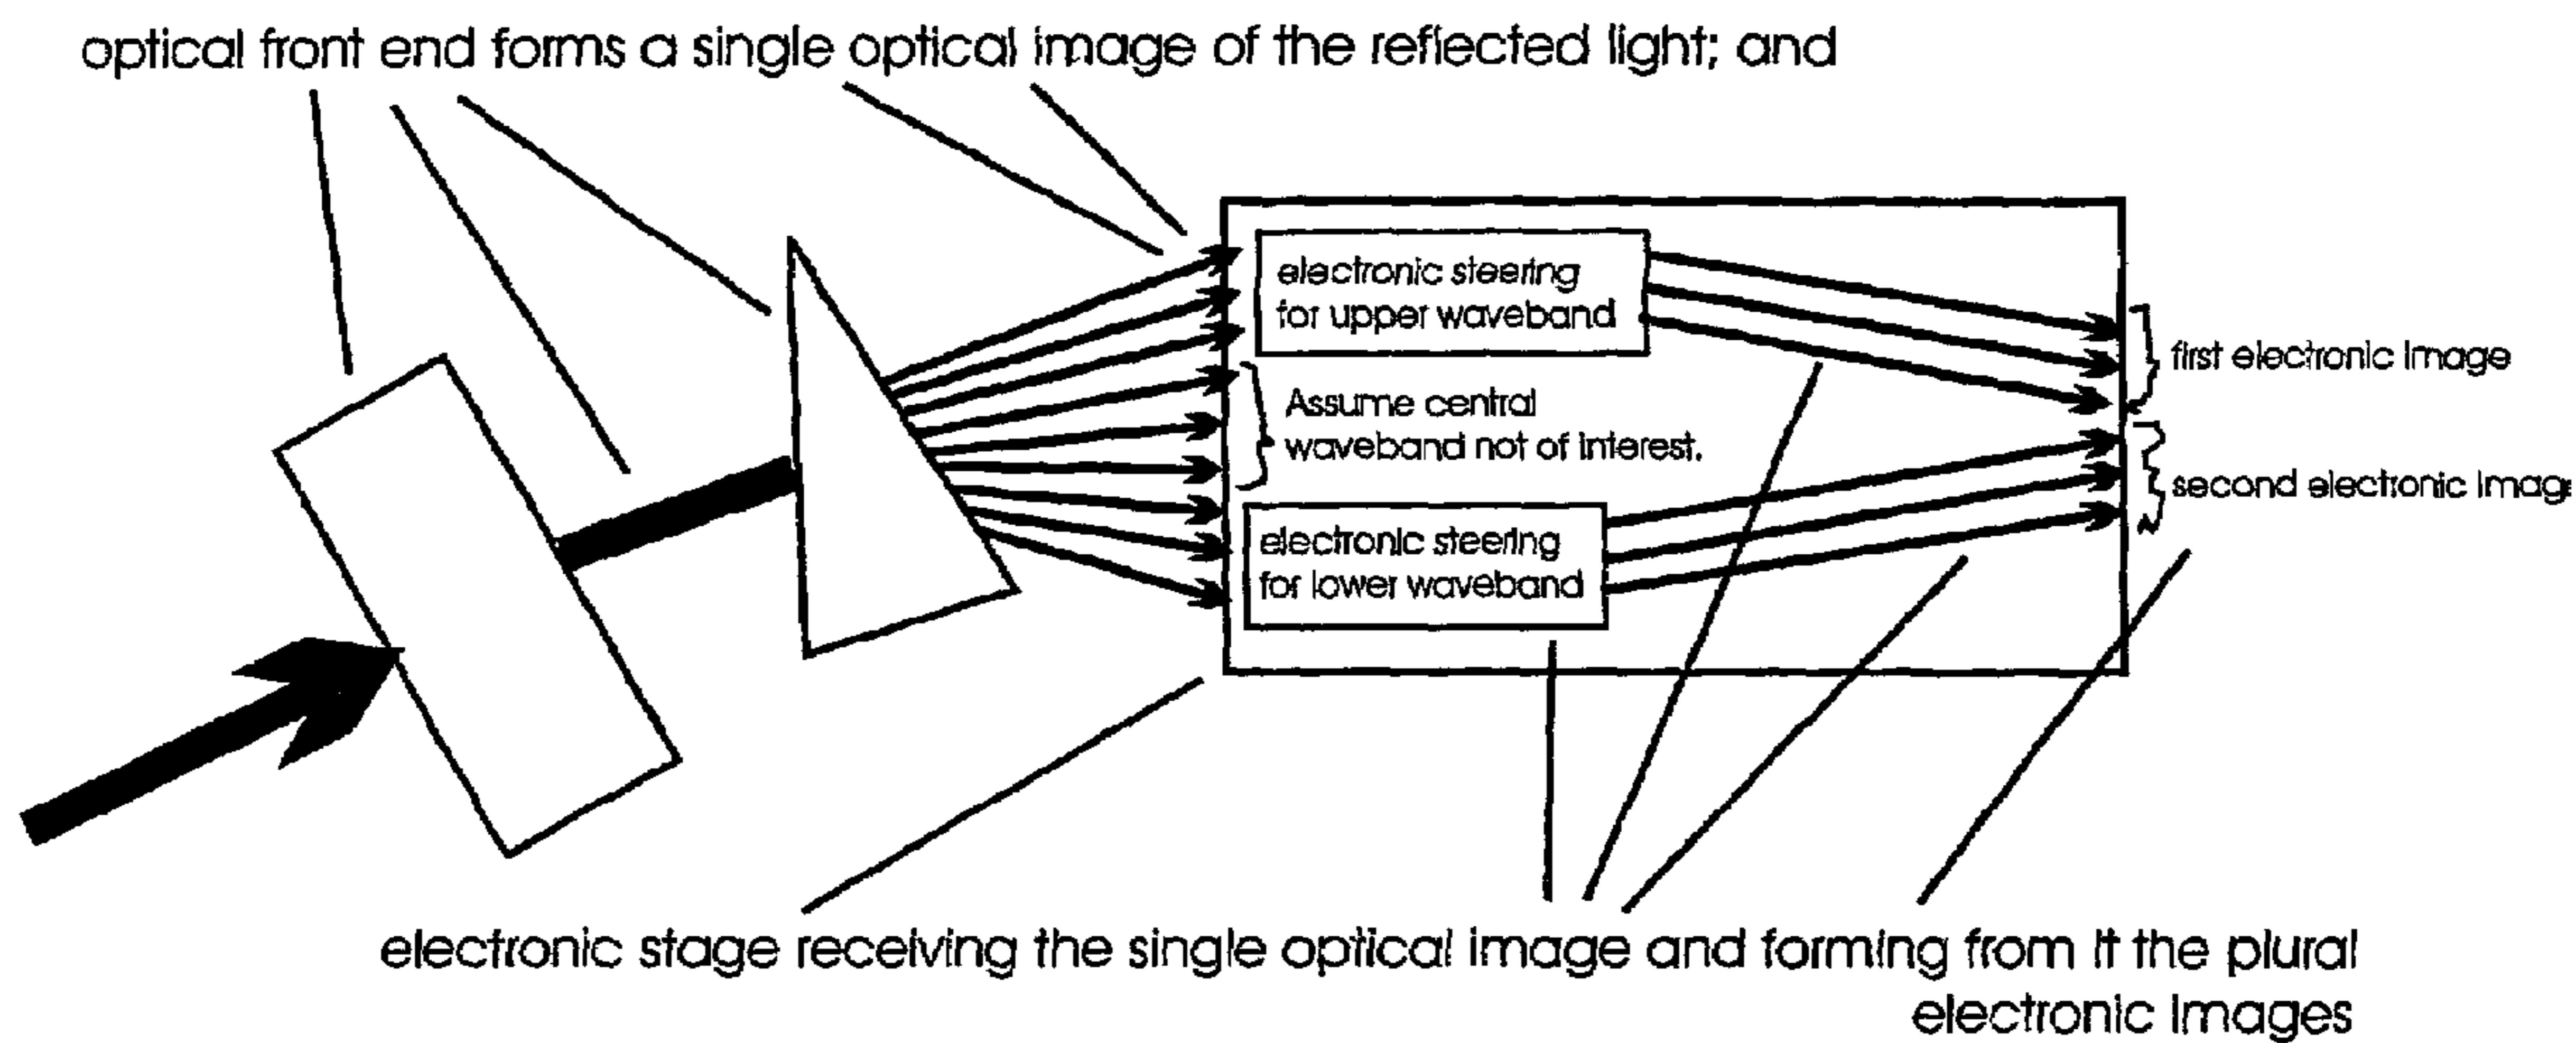 optical front end forms a single optical image of the reflected light; and
electronic steering
for upper waveband
first electronic image
Assume central
waveband not of interest.
second electronic imag
electronic steering
for lower waveband
electronic stage receiving the single optical image and forming from it the plural
electronic images